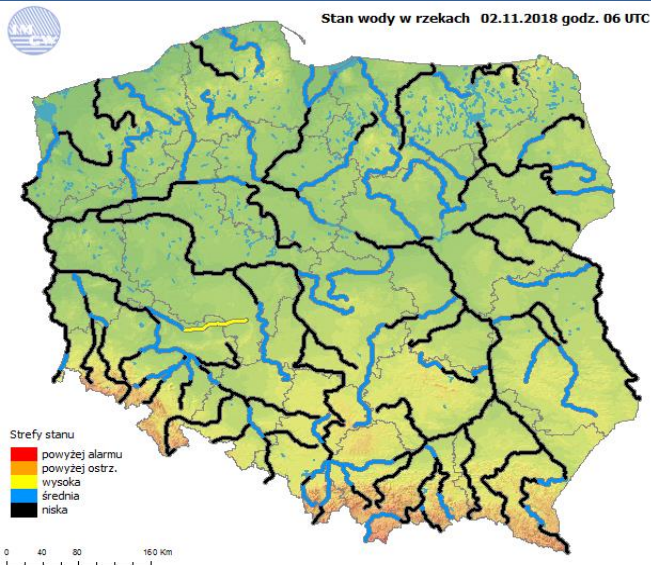 IMGW
Stan wody w rzekach 02.11.2018 godz. 06 UTC
Strefy stanu
powyżej alarmu
powyżej ostrz.
wysoka
średnia
niska
0 40 80 160 Km